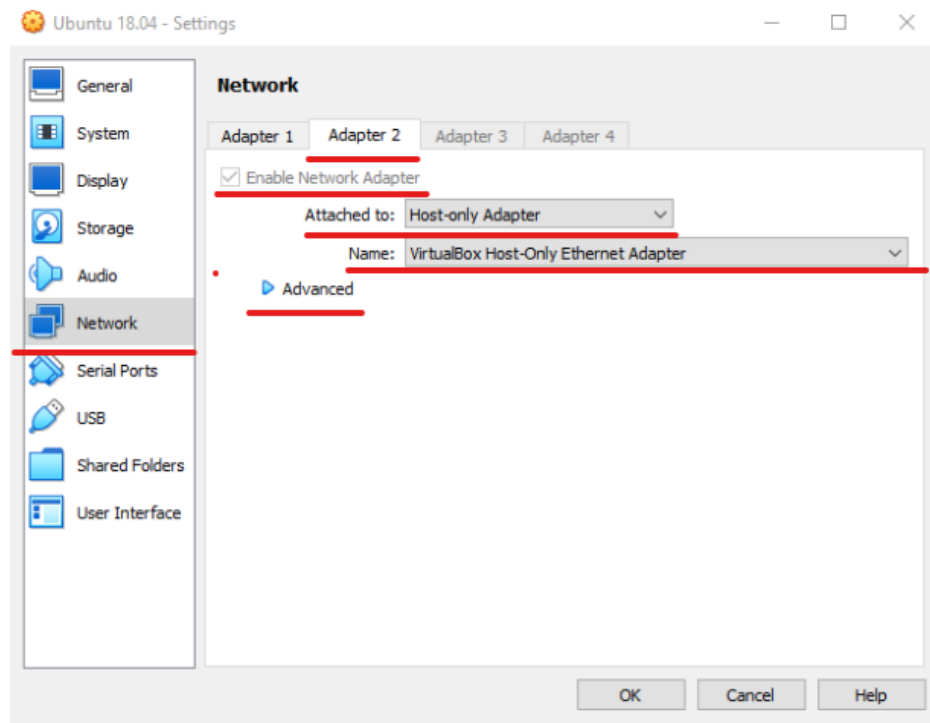 Ubuntu 18.04 - Settings
General
System
Display
Storage
Audio
Network
Serial Ports
USB
Shared Folders
User Interface
Network
Adapter 1 Adapter 2 Adapter 3 Adapter 4
Enable Network Adapter
Attached to: Host-only Adapter
Name: VirtualBox Host-Only Ethernet Adapter
Advanced
OK Cancel Help